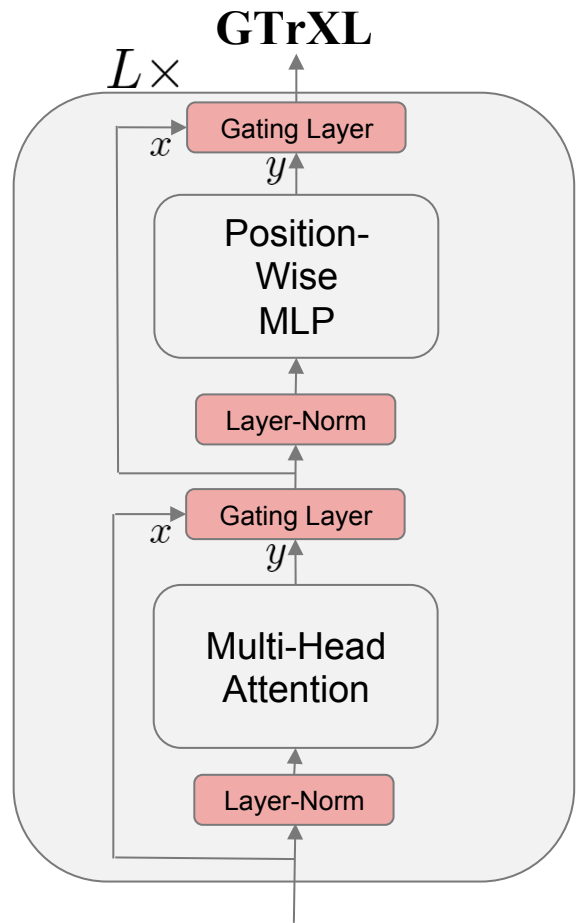 GTrXL
L×
Gating Layer
x
y
Position-
Wise
MLP
Layer-Norm
Gating Layer
x
y
Multi-Head
Attention
Layer-Norm